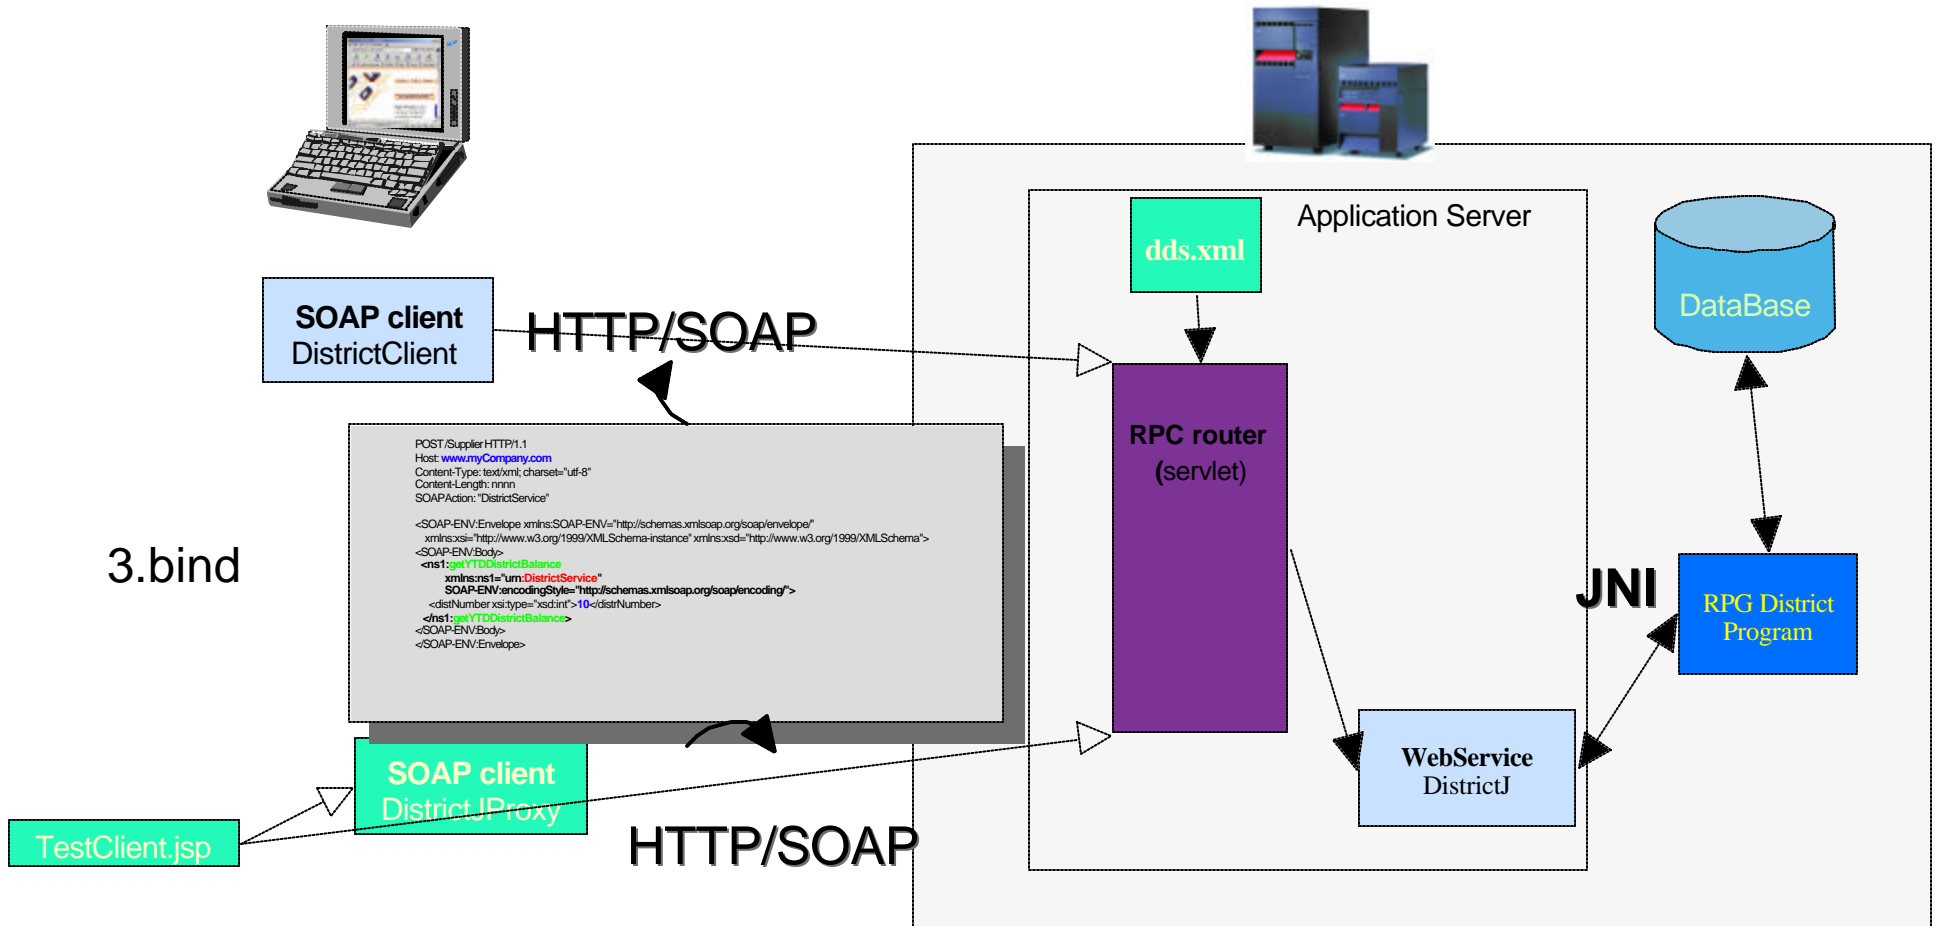 Application Server
dds.xml
DataBase
SOAP client
DistrictClient
HTTP/SOAP
RPC router
(servlet)
POST /Supplier HTTP/1.1
Host: www.myCompany.com
Content-Type: text/xml; charset="utf-8"
Content-Length: nnnn
SOAPAction: "DistrictService"
<SOAP-ENV:Envelope xmlns:SOAP-ENV="http://schemas.xmlsoap.org/soap/envelope/"
xmlns:xsi="http://www.w3.org/1999/XMLSchema-instance" xmlns:xsd="http://www.w3.org/1999/XMLSchema">
<SOAP-ENV:Body>
<ns1:getYTDDistrictBalance
xmlns:ns1="urn:DistrictService"
SOAP-ENV:encodingStyle="http://schemas.xmlsoap.org/soap/encoding/">
<distNumber xsi:type="xsd:int">10</distrNumber>
</ns1:getYTDDistrictBalance>
</SOAP-ENV:Body>
</SOAP-ENV:Envelope>
3.bind
JNI
RPG District
Program
WebService
DistrictJ
SOAP client
DistrictJProxy
TestClient.jsp
HTTP/SOAP